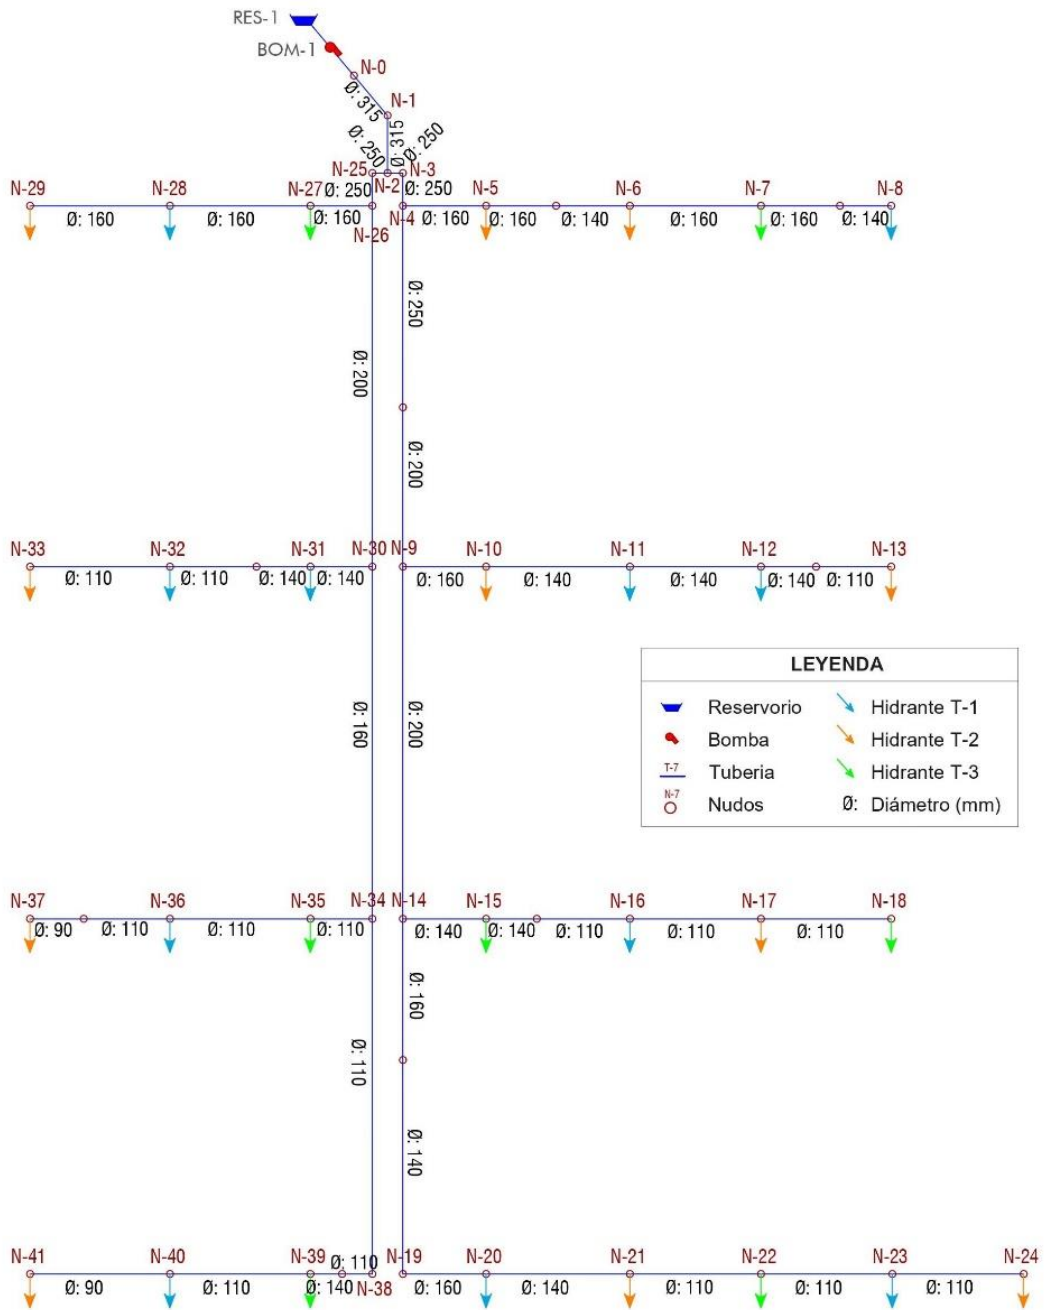 RES-1
BOM-1
N-0
Ø: 315
N-1
Ø: 315
Ø: 250
Ø: 250
N-25
N-2
N-3
N-29
N-28
N-27
Ø: 250
Ø: 250
N-5
N-6
N-7
N-8
Ø: 160
Ø: 160
Ø: 160
N-4
Ø: 160
Ø: 160
Ø: 140
Ø: 160
Ø: 160
Ø: 140
N-26
Ø: 250
Ø: 200
Ø: 200
N-33
N-32
N-31
N-30
N-9
N-10
N-11
N-12
N-13
Ø: 110
Ø: 110
Ø: 140
Ø: 140
Ø: 160
Ø: 140
Ø: 140
Ø: 140
Ø: 110
Ø: 160
Ø: 200
LEYENDA
Reservorio
Hidrante T-1
Bomba
Hidrante T-2
T-7
Tuberia
Hidrante T-3
N-7
Nudos
Ø: Diámetro (mm)
N-37
N-36
N-35
N-34
N-14
N-15
N-16
N-17
N-18
Ø: 90
Ø: 110
Ø: 110
Ø: 110
Ø: 140
Ø: 140
Ø: 110
Ø: 110
Ø: 110
Ø: 160
Ø: 110
Ø: 140
N-41
N-40
N-39
Ø: 110
N-19
N-20
N-21
N-22
N-23
N-24
Ø: 90
Ø: 110
Ø: 140
N-38
Ø: 160
Ø: 140
Ø: 110
Ø: 110
Ø: 110